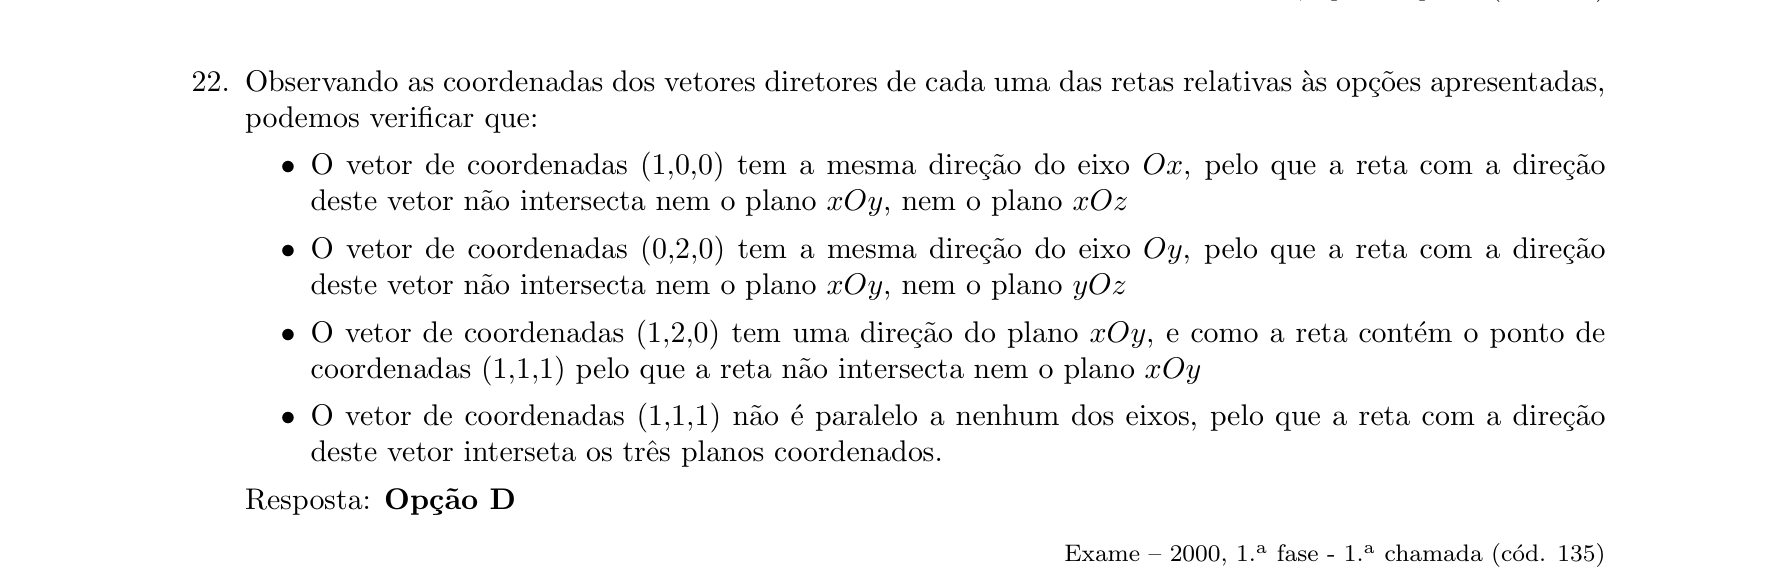 22. Observando as coordenadas dos vetores diretores de cada uma das retas relativas às opções apresentadas,
podemos verificar que:
• O vetor de coordenadas (1,0,0) tem a mesma direção do eixo Ox, pelo que a reta com a direção
deste vetor não intersecta nem o plano xOy, nem o plano xOz
• O vetor de coordenadas (0,2,0) tem a mesma direção do eixo Oy, pelo que a reta com a direção
deste vetor não intersecta nem o plano xOy, nem o plano yOz
• O vetor de coordenadas (1,2,0) tem uma direção do plano xOy, e como a reta contém o ponto de
coordenadas (1,1,1) pelo que a reta não intersecta nem o plano xOy
• O vetor de coordenadas (1,1,1) não é paralelo a nenhum dos eixos, pelo que a reta com a direção
deste vetor interseta os três planos coordenados.
Resposta: Opção D
Exame – 2000, 1.ª fase - 1.ª chamada (cód. 135)